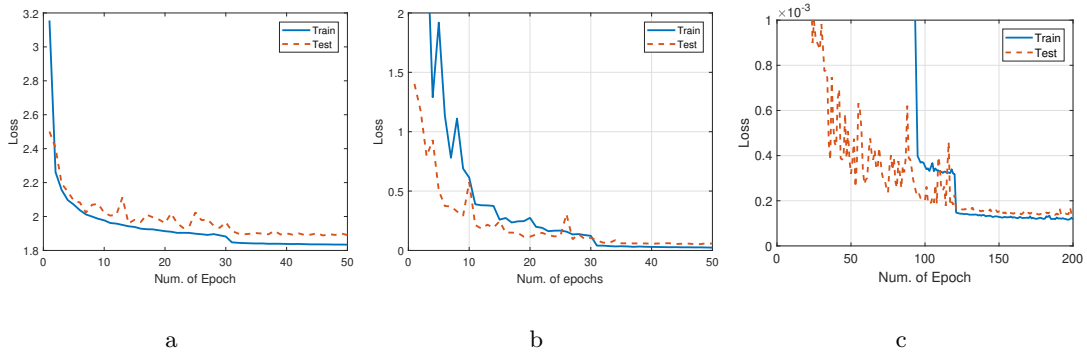 3.2
3
2.8
2.6
2.4
2.2
2
1.8
Loss
0 10 20 30 40 50
Num. of Epoch
Train
Test
a
2
1.5
1
0.5
0
Loss
0 10 20 30 40 50
Num. of epochs
Train
Test
b
×10⁻³
1
0.8
0.6
0.4
0.2
0
Loss
0 50 100 150 200
Num. of Epoch
Train
Test
c